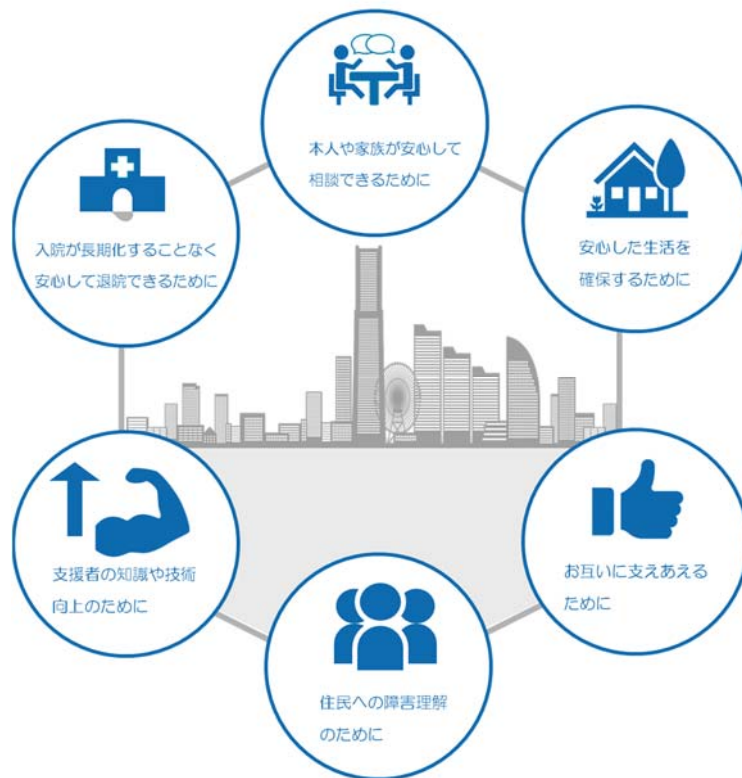 本人や家族が安心して
相談できるために
安心した生活を
確保するために
お互いに支えあえる
ために
住民への障害理解
のために
支援者の知識や技術
向上のために
入院が長期化することなく
安心して退院できるために